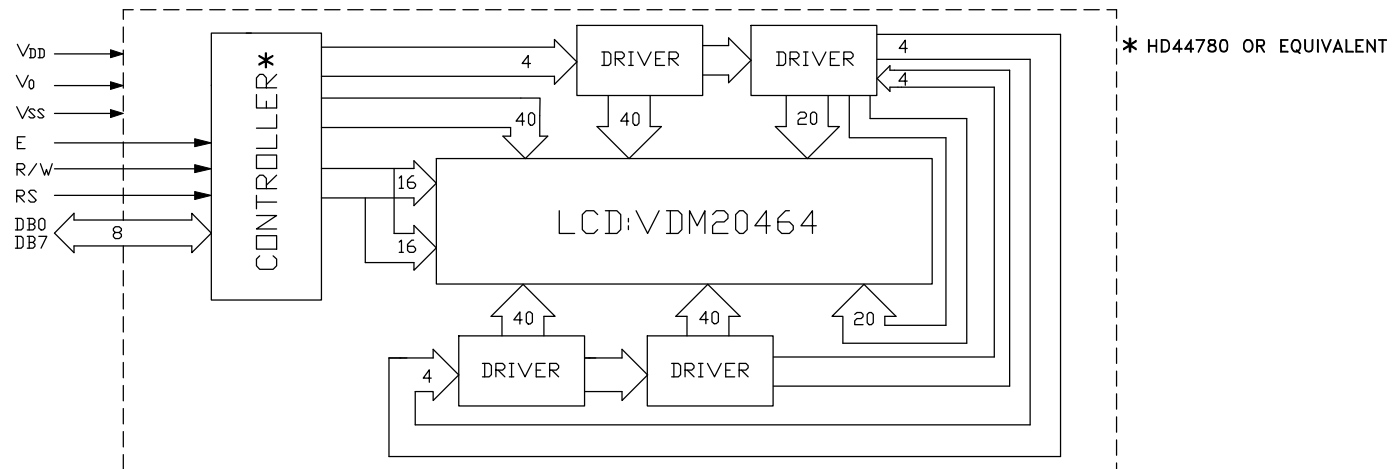 VDD
V0
VSS
E
R/W
RS
DB0
DB7
8
CONTROLLER*
4
DRIVER
DRIVER
4
4
* HD44780 OR EQUIVALENT
40
40
20
16
16
LCD:VDM20464
40
40
20
4
DRIVER
DRIVER